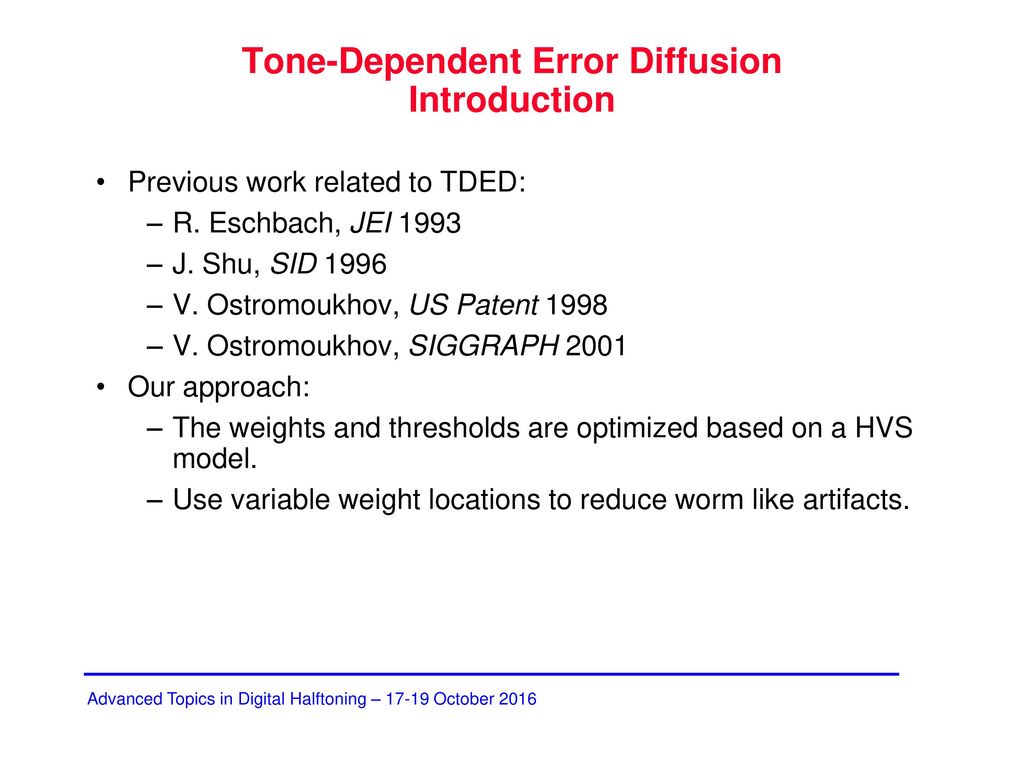 Tone-Dependent Error Diffusion
Introduction
• Previous work related to TDED:
– R. Eschbach, JEI 1993
– J. Shu, SID 1996
– V. Ostromoukhov, US Patent 1998
– V. Ostromoukhov, SIGGRAPH 2001
• Our approach:
– The weights and thresholds are optimized based on a HVS
model.
– Use variable weight locations to reduce worm like artifacts.
Advanced Topics in Digital Halftoning – 17-19 October 2016